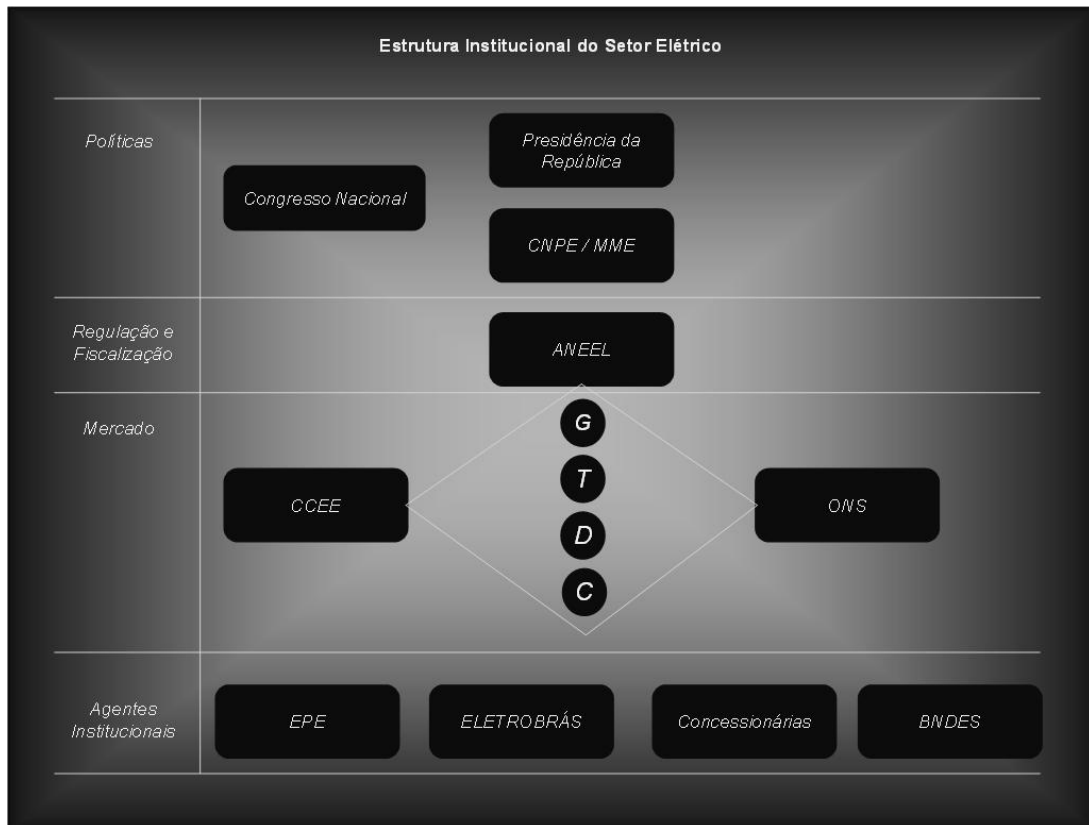 Estrutura Institucional do Setor Elétrico
Políticas
Presidência da
República
Congresso Nacional
CNPE / MME
Regulação e
Fiscalização
ANEEL
Mercado
G
T
CCEE
ONS
D
C
Agentes
Institucionais
EPE
ELETROBRÁS
Concessionárias
BNDES